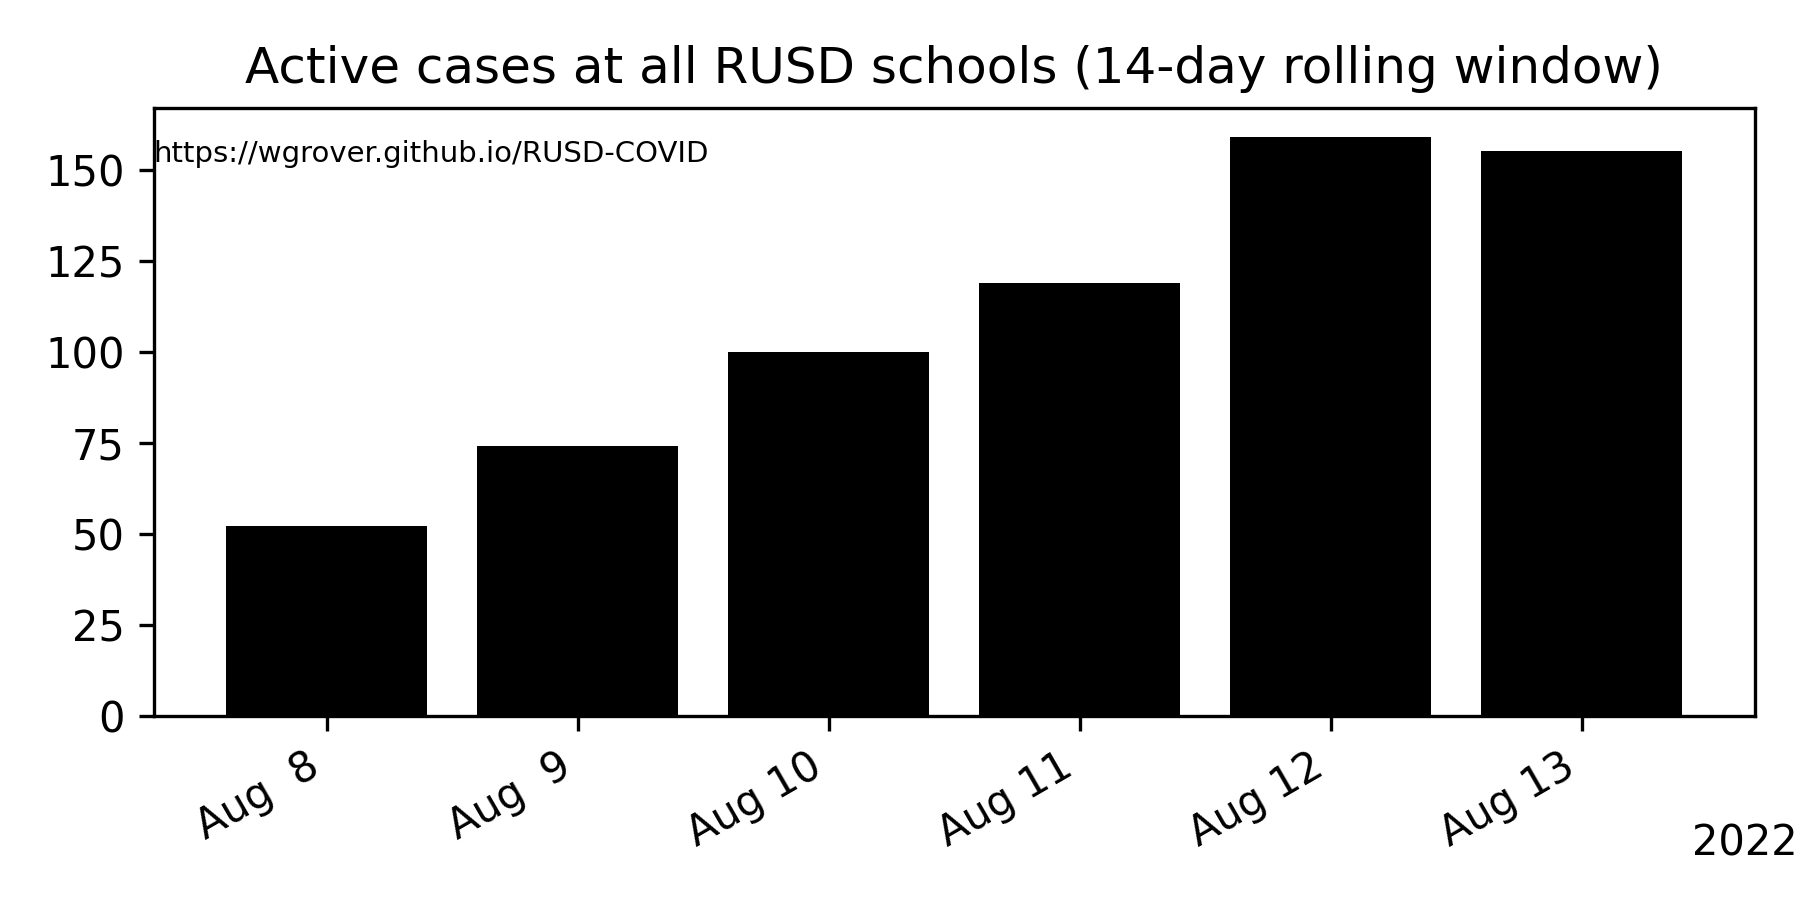 Active cases at all RUSD schools (14-day rolling window)
https://wgrover.github.io/RUSD-COVID
150
125
100
75
50
25
0
Aug 8
Aug 9
Aug 10
Aug 11
Aug 12
Aug 13
2022